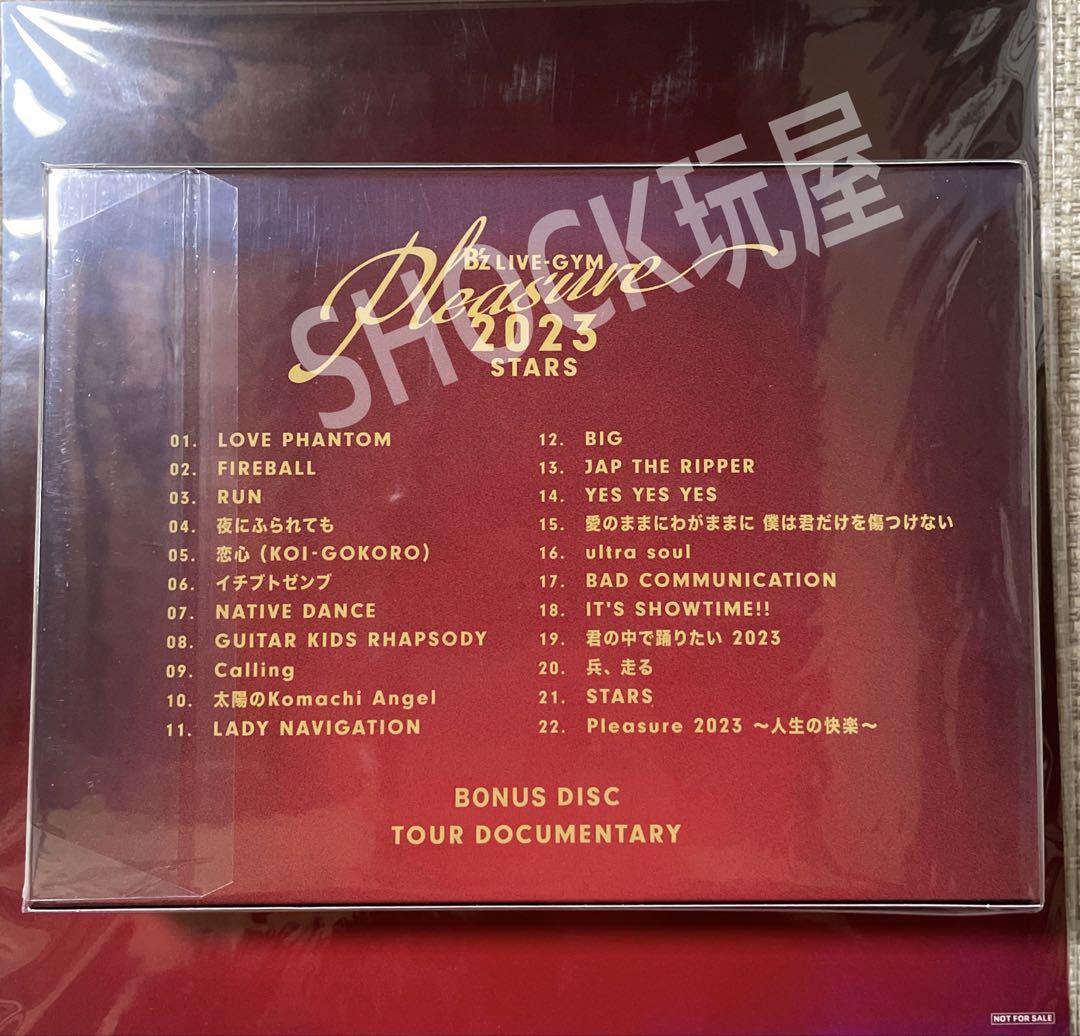 B'z LIVE-GYM
Pleasure
2023
STARS
SHOCK玩屋
01. LOVE PHANTOM
02. FIREBALL
03. RUN
04. 夜にふられても
05. 恋心 (KOI-GOKORO)
06. イチブトゼンブ
07. NATIVE DANCE
08. GUITAR KIDS RHAPSODY
09. Calling
10. 太陽のKomachi Angel
11. LADY NAVIGATION
12. BIG
13. JAP THE RIPPER
14. YES YES YES
15. 愛のままにわがままに 僕は君だけを傷つけない
16. ultra soul
17. BAD COMMUNICATION
18. IT'S SHOWTIME!!
19. 君の中で踊りたい 2023
20. 兵、走る
21. STARS
22. Pleasure 2023 〜人生の快楽〜
BONUS DISC
TOUR DOCUMENTARY
NOT FOR SALE